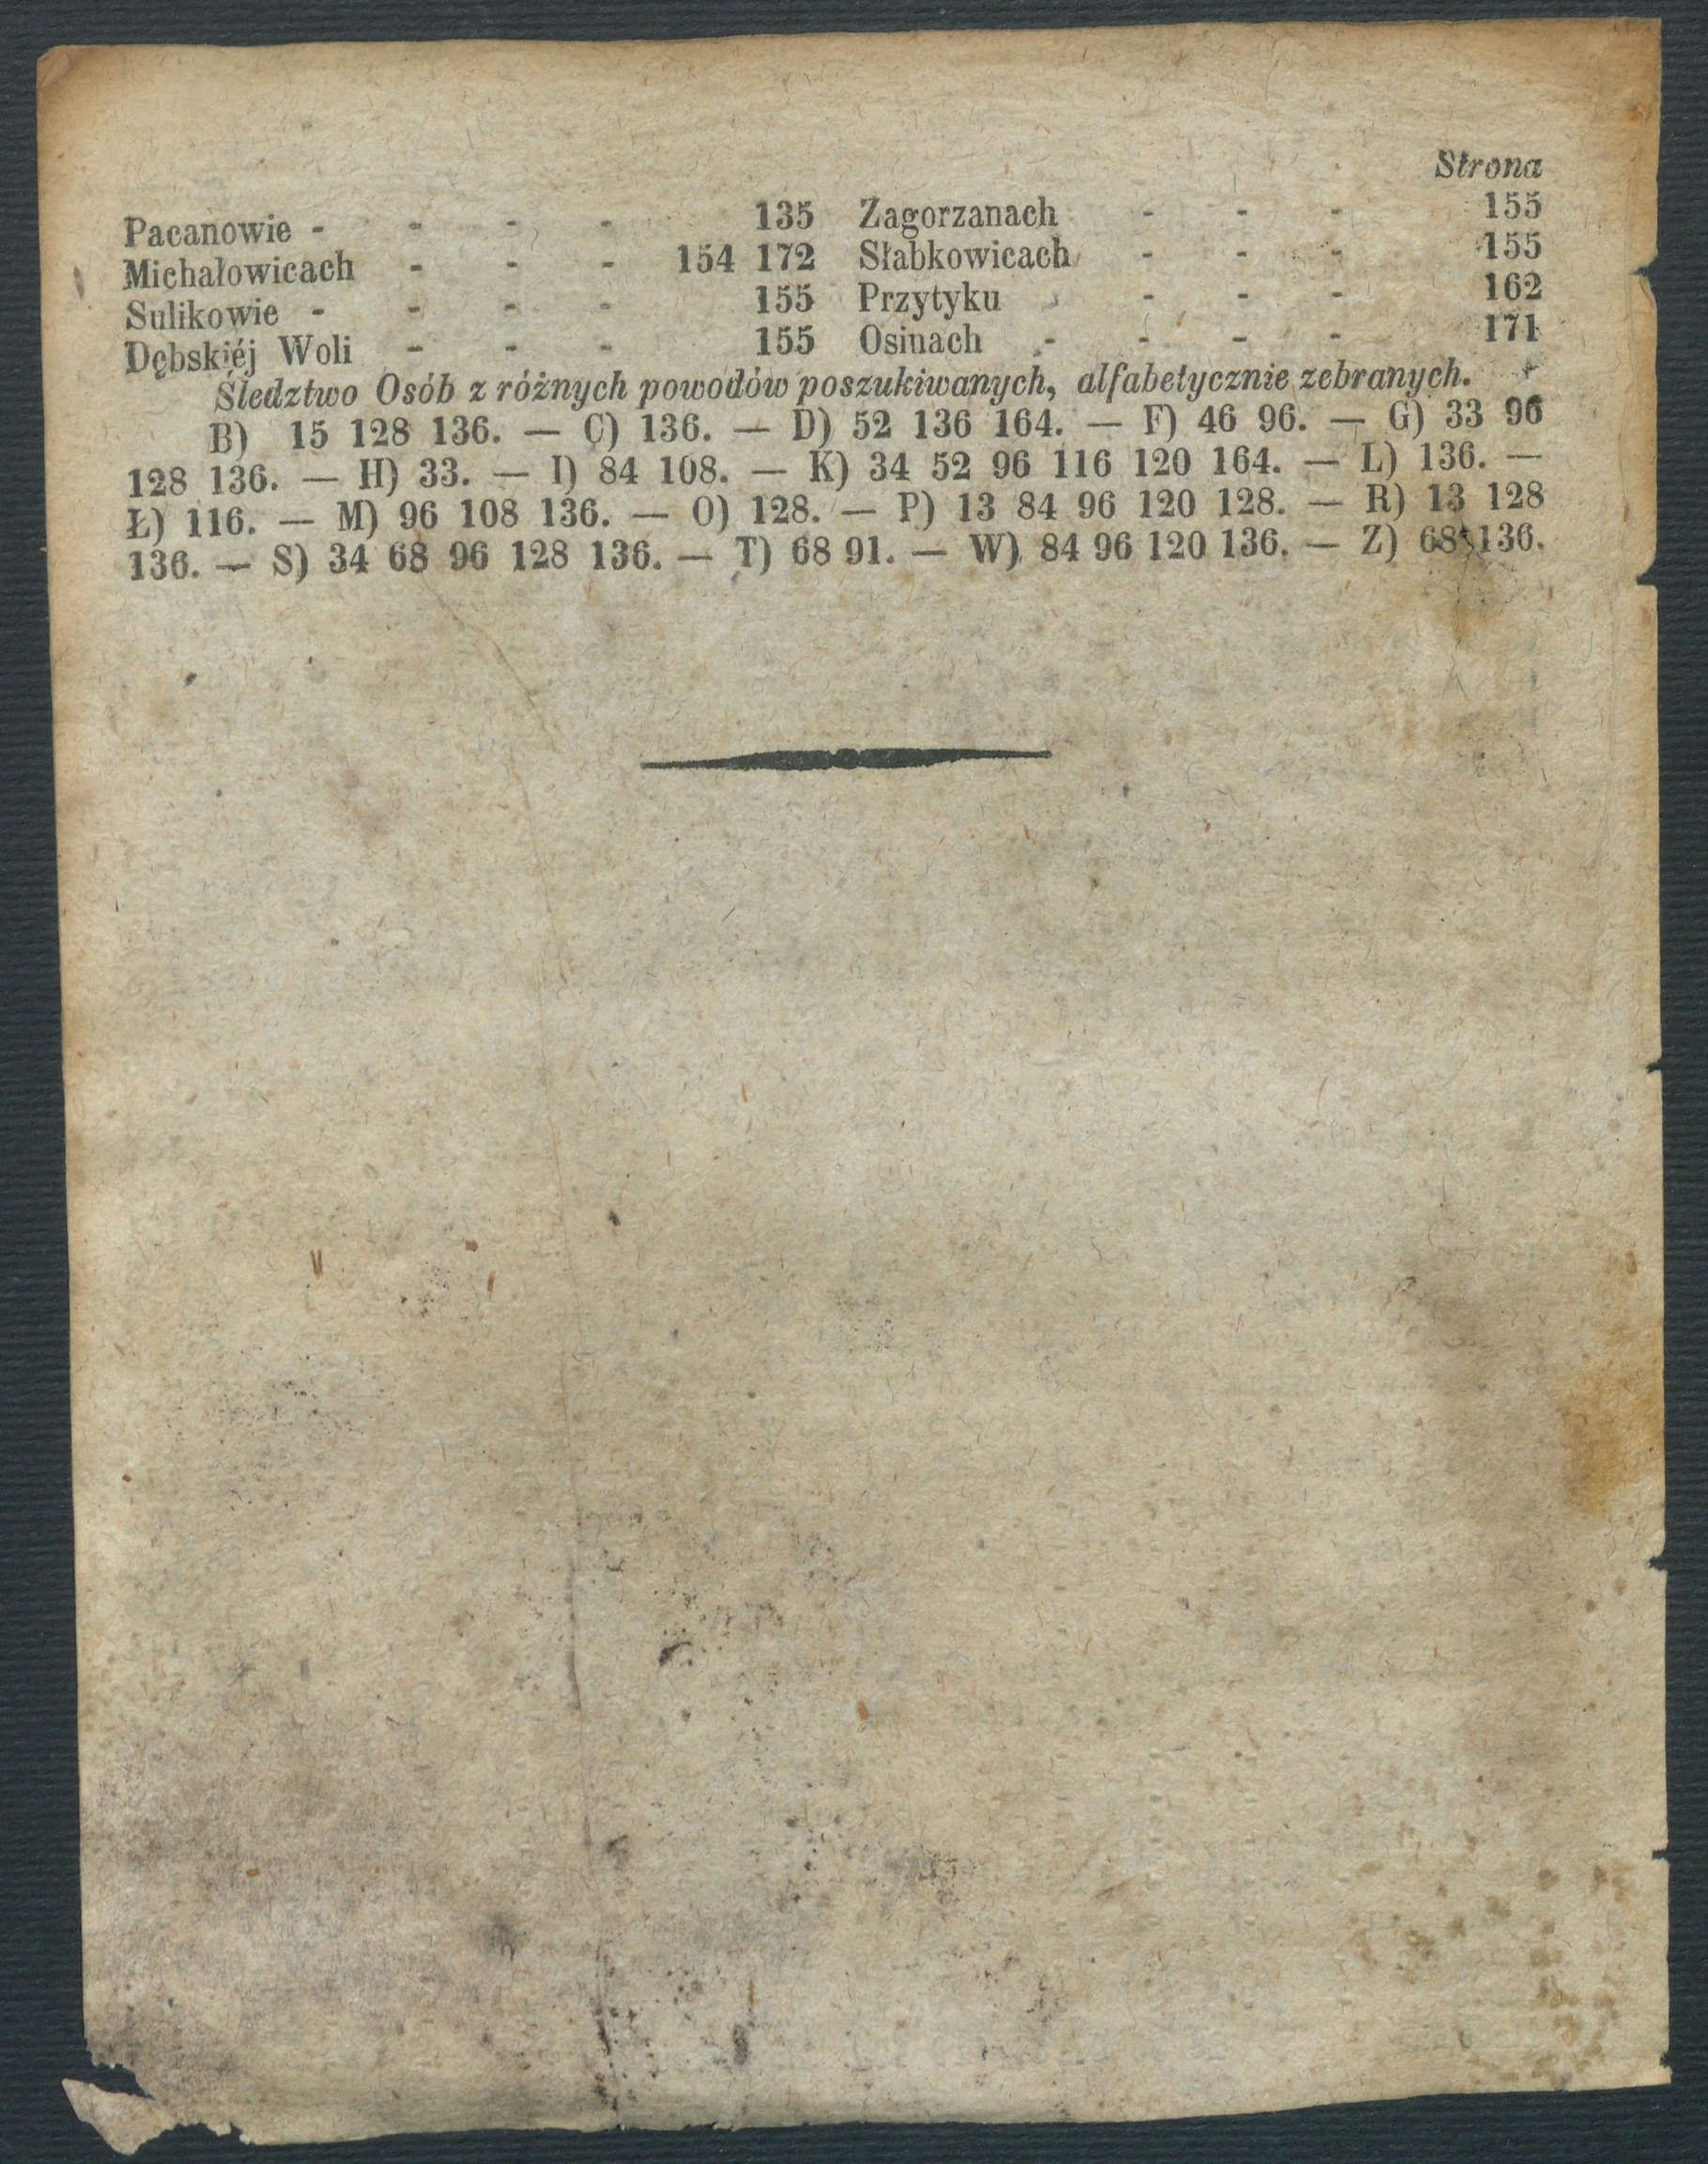 Strona
Pacanowie - - - - 135 Zagorzanach - - - 155
Michałowicach - - - 154 172 Słabkowicach - - - 155
Sulikowie - - - - 155 Przytyku - - - 162
Dębskiéj Woli - - - 155 Osinach - - - - 171
Śledztwo Osób z różnych powodów poszukiwanych, alfabetycznie zebranych.
B) 15 128 136. — C) 136. — D) 52 136 164. — F) 46 96. — G) 33 96
128 136. — H) 33. — I) 84 108. — K) 34 52 96 116 120 164. — L) 136. —
Ł) 116. — M) 96 108 136. — O) 128. — P) 13 84 96 120 128. — R) 13 128
136. — S) 34 68 96 128 136. — T) 68 91. — W) 84 96 120 136. — Z) 68 136.